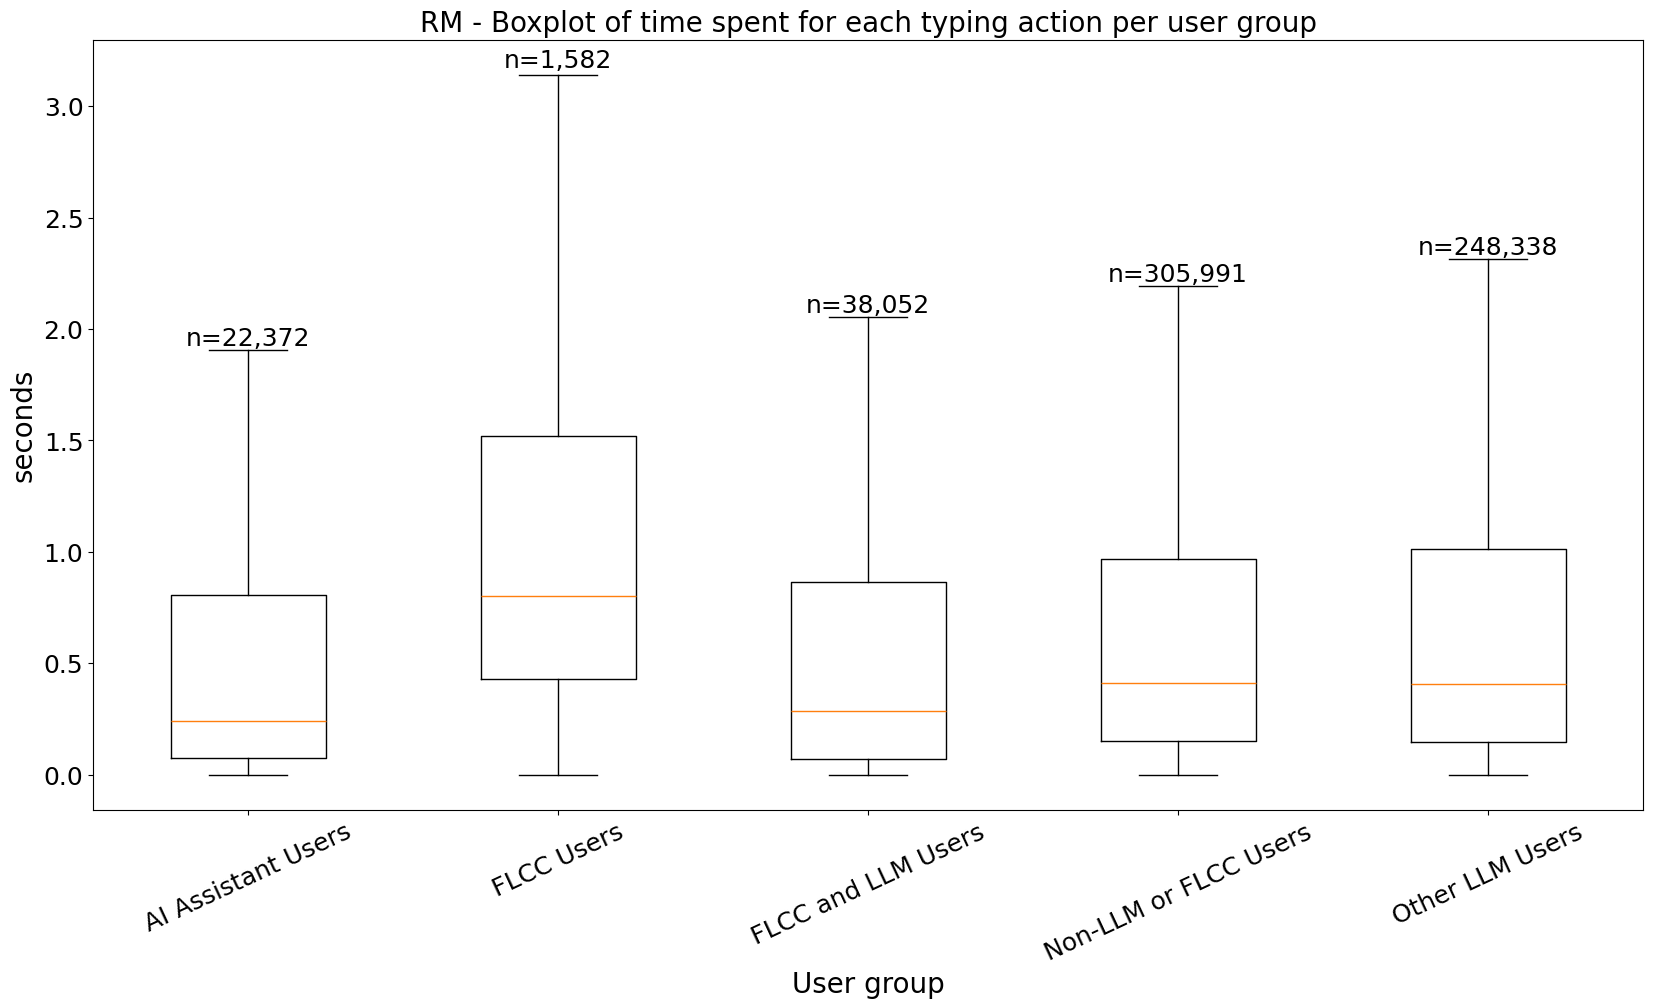 RM - Boxplot of time spent for each typing action per user group
n=1,582
n=248,338
n=305,991
n=38,052
n=22,372
seconds
3.0
2.5
2.0
1.5
1.0
0.5
0.0
AI Assistant Users
FLCC Users
FLCC and LLM Users
Non-LLM or FLCC Users
Other LLM Users
User group